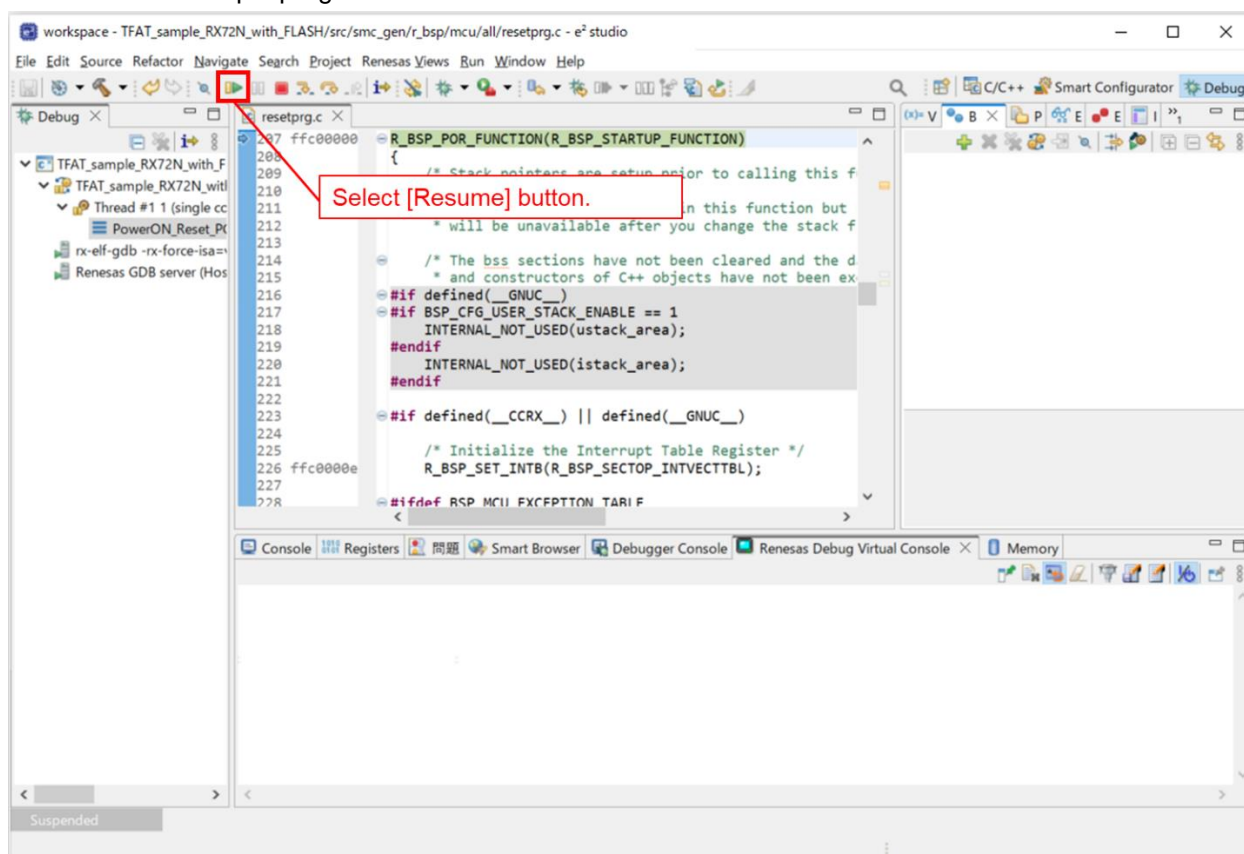 workspace - TFAT_sample_RX72N_with_FLASH/src/smc_gen/r_bsp/mcu/all/resetprg.c - e² studio
File Edit Source Refactor Navigate Search Project Renesas Views Run Window Help
C/C++ Smart Configurator Debug
Debug
resetprg.c
(x)= V B P E E I »1
TFAT_sample_RX72N_with_F
TFAT_sample_RX72N_with
Thread #1 1 (single cc
PowerON_Reset_PC
rx-elf-gdb -rx-force-isa=v
Renesas GDB server (Hos
207 ffc00000 R_BSP_POR_FUNCTION(R_BSP_STARTUP_FUNCTION)
208 {
209 /* Stack pointers are setup prior to calling this f
210
Select [Resume] button.
211 in this function but
212 * will be unavailable after you change the stack f
213
214 /* The bss sections have not been cleared and the d
215 * and constructors of C++ objects have not been ex
216 #if defined(__GNUC__)
217 #if BSP_CFG_USER_STACK_ENABLE == 1
218 INTERNAL_NOT_USED(ustack_area);
219 #endif
220 INTERNAL_NOT_USED(istack_area);
221 #endif
222
223 #if defined(__CCRX__) || defined(__GNUC__)
224
225 /* Initialize the Interrupt Table Register */
226 ffc0000e R_BSP_SET_INTB(R_BSP_SECTOP_INTVECTTBL);
227
228 #ifdef BSP_MCU_EXCEPTION_TABLE
Console Registers 問題 Smart Browser Debugger Console Renesas Debug Virtual Console Memory
Suspended